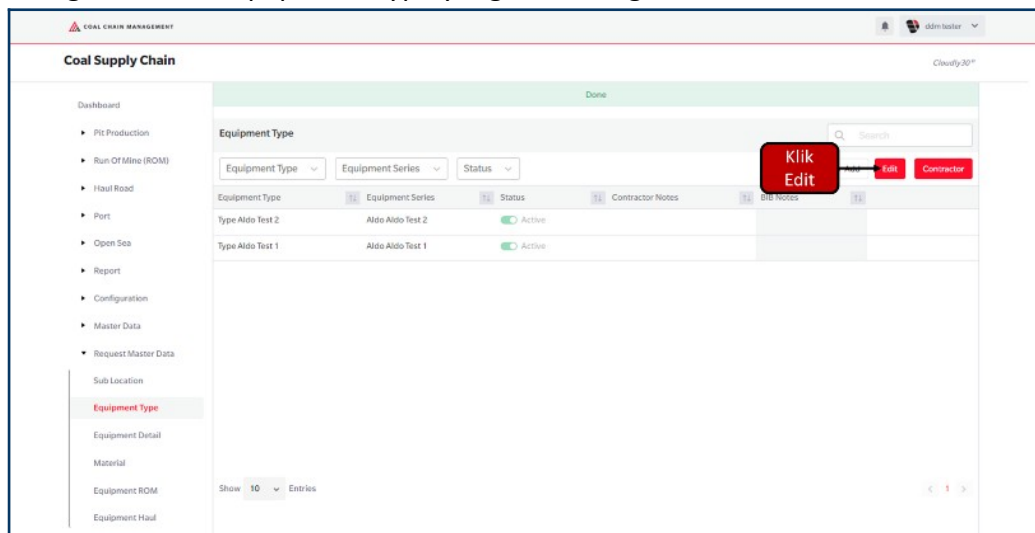 COAL CHAIN MANAGEMENT
ddm tester
Coal Supply Chain
Cloudly30°
Done
Dashboard
Pit Production
Run Of Mine (ROM)
Haul Road
Port
Open Sea
Report
Configuration
Master Data
Request Master Data
Sub Location
Equipment Type
Equipment Detail
Material
Equipment ROM
Equipment Haul
Equipment Type
Search
Equipment Type
Equipment Series
Status
Klik
Edit
Add
Edit
Contractor
Equipment Type Equipment Series Status Contractor Notes BIB Notes
Type Aldo Test 2 Aldo Aldo Test 2 Active
Type Aldo Test 1 Aldo Aldo Test 1 Active
Show 10 Entries
< 1 >